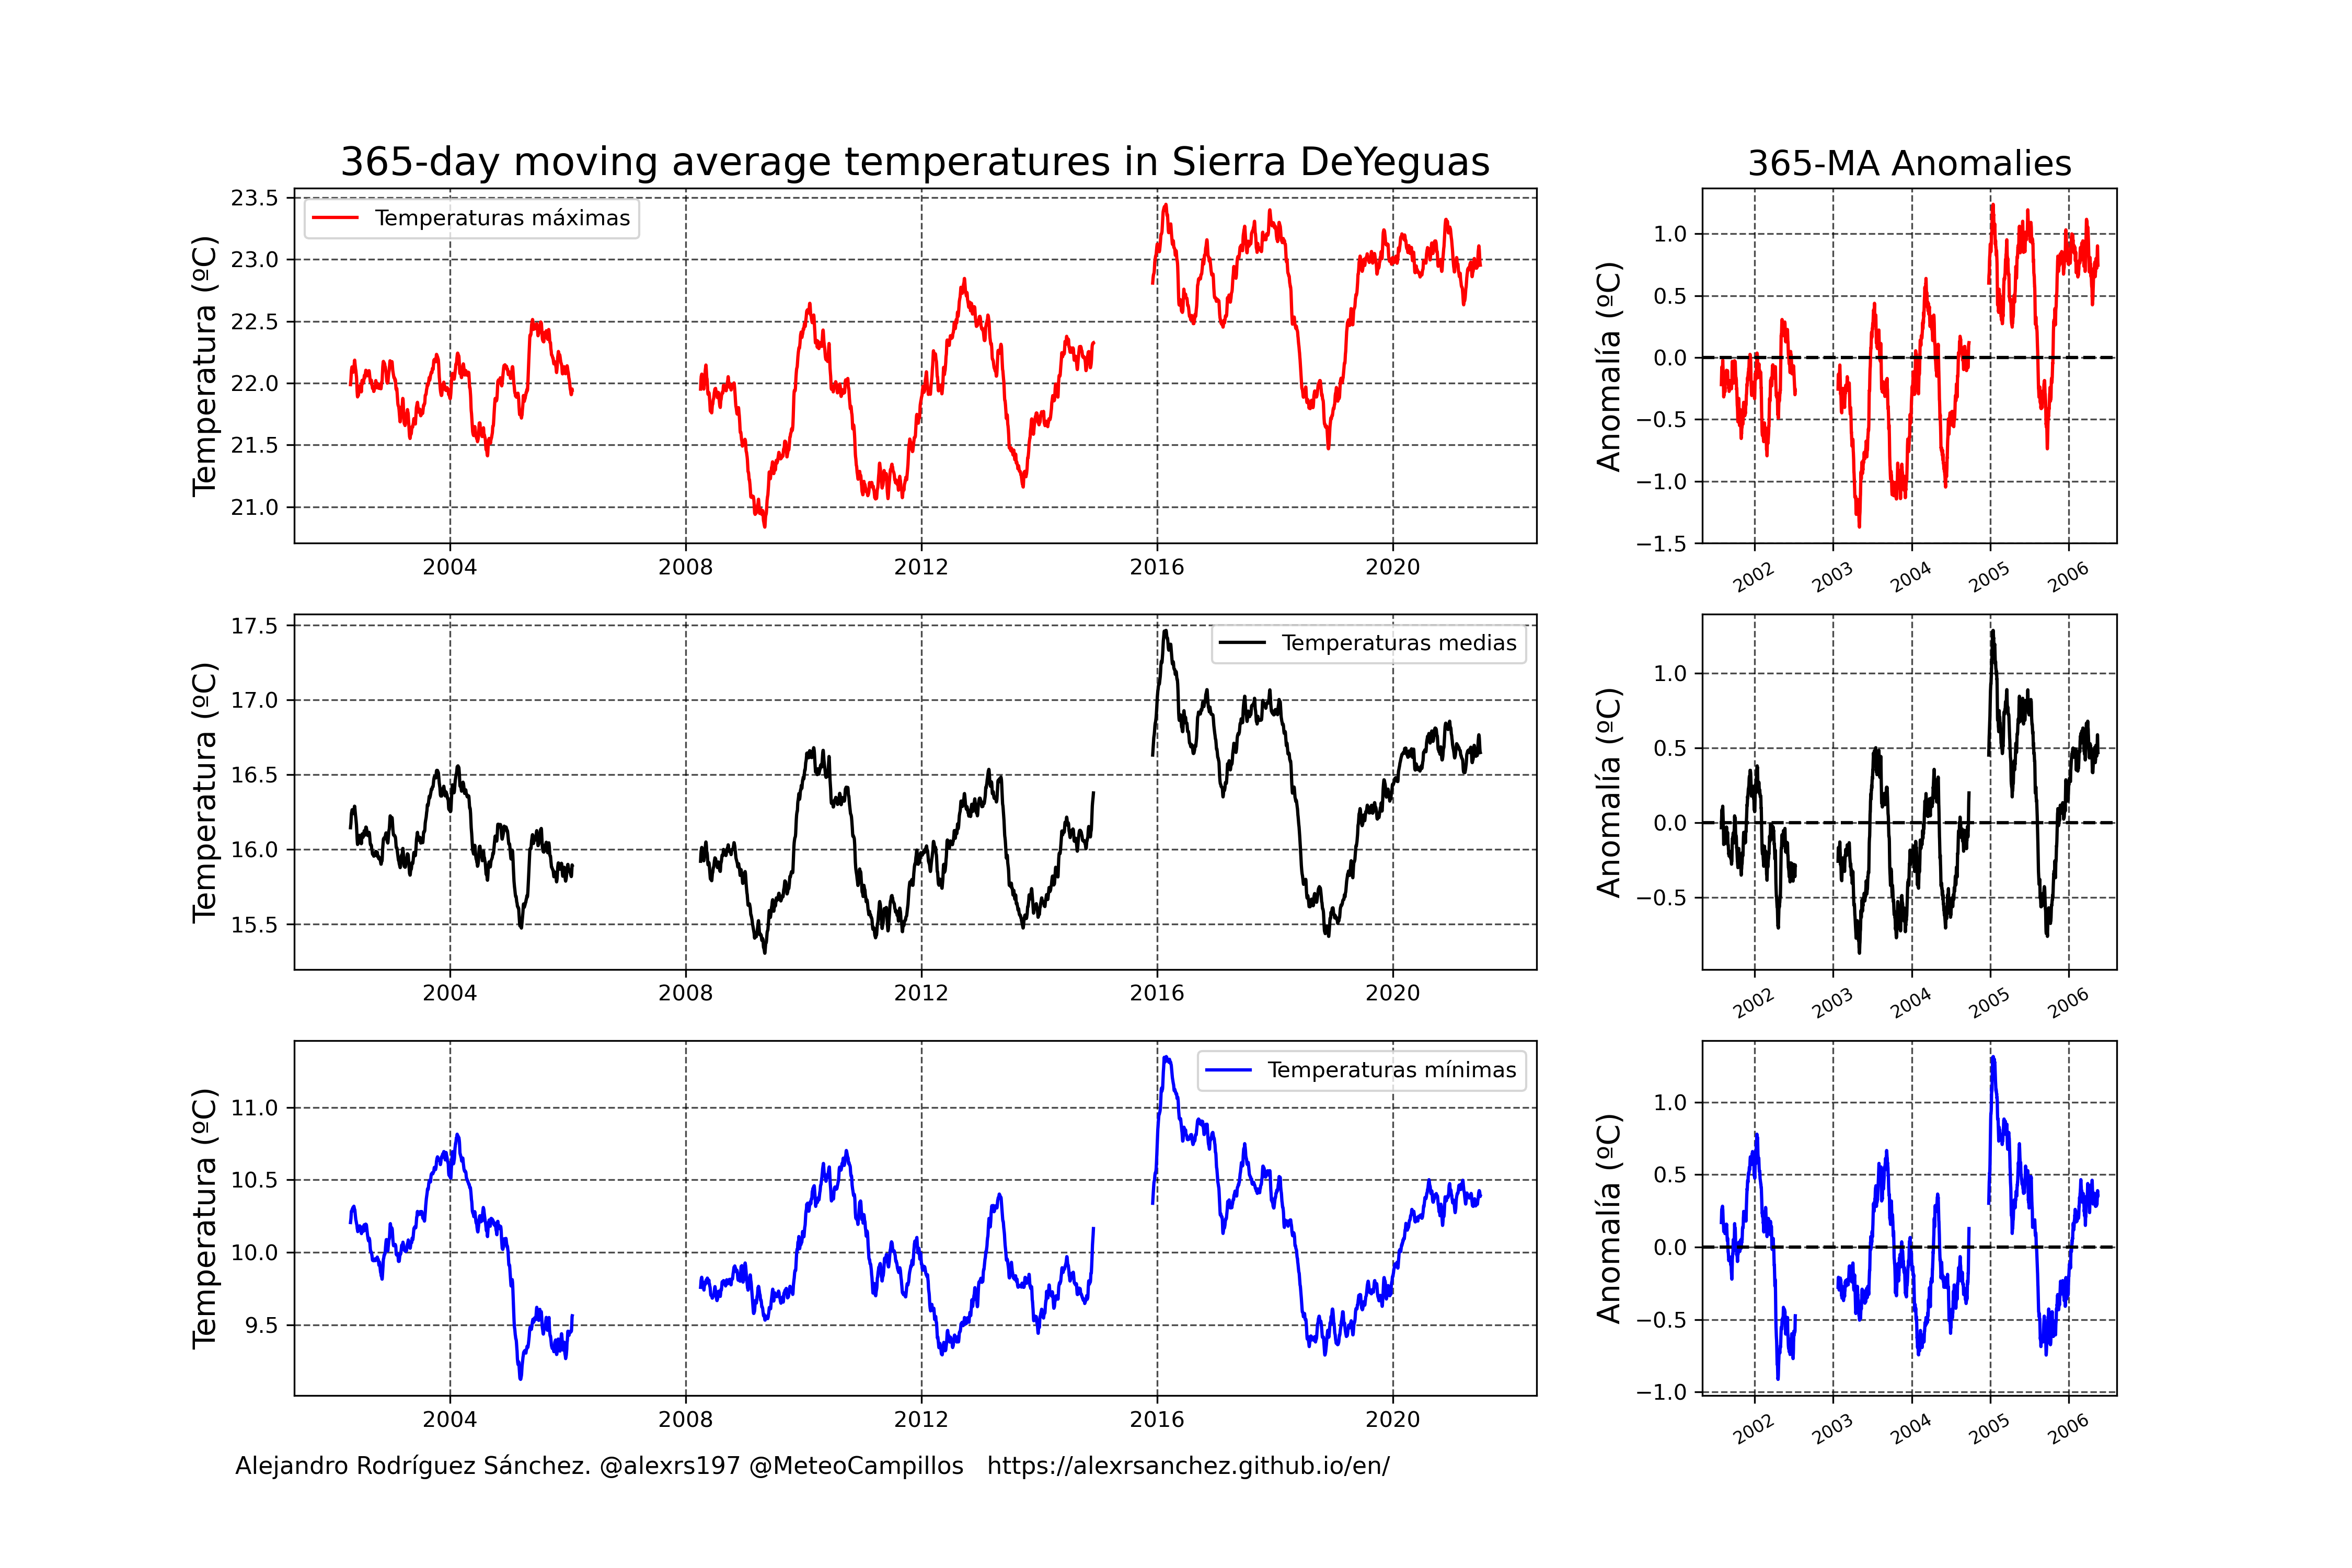 365-day moving average temperatures in Sierra DeYeguas
365-MA Anomalies
Temperatura (ºC)
23.5
23.0
22.5
22.0
21.5
21.0
Temperaturas máximas
2004 2008 2012 2016 2020
Anomalía (ºC)
1.0
0.5
0.0
−0.5
−1.0
−1.5
2002 2003 2004 2005 2006
Temperatura (ºC)
17.5
17.0
16.5
16.0
15.5
Temperaturas medias
2004 2008 2012 2016 2020
Anomalía (ºC)
1.0
0.5
0.0
−0.5
2002 2003 2004 2005 2006
Temperatura (ºC)
11.0
10.5
10.0
9.5
Temperaturas mínimas
2004 2008 2012 2016 2020
Anomalía (ºC)
1.0
0.5
0.0
−0.5
−1.0
2002 2003 2004 2005 2006
Alejandro Rodríguez Sánchez. @alexrs197 @MeteoCampillos https://alexrsanchez.github.io/en/